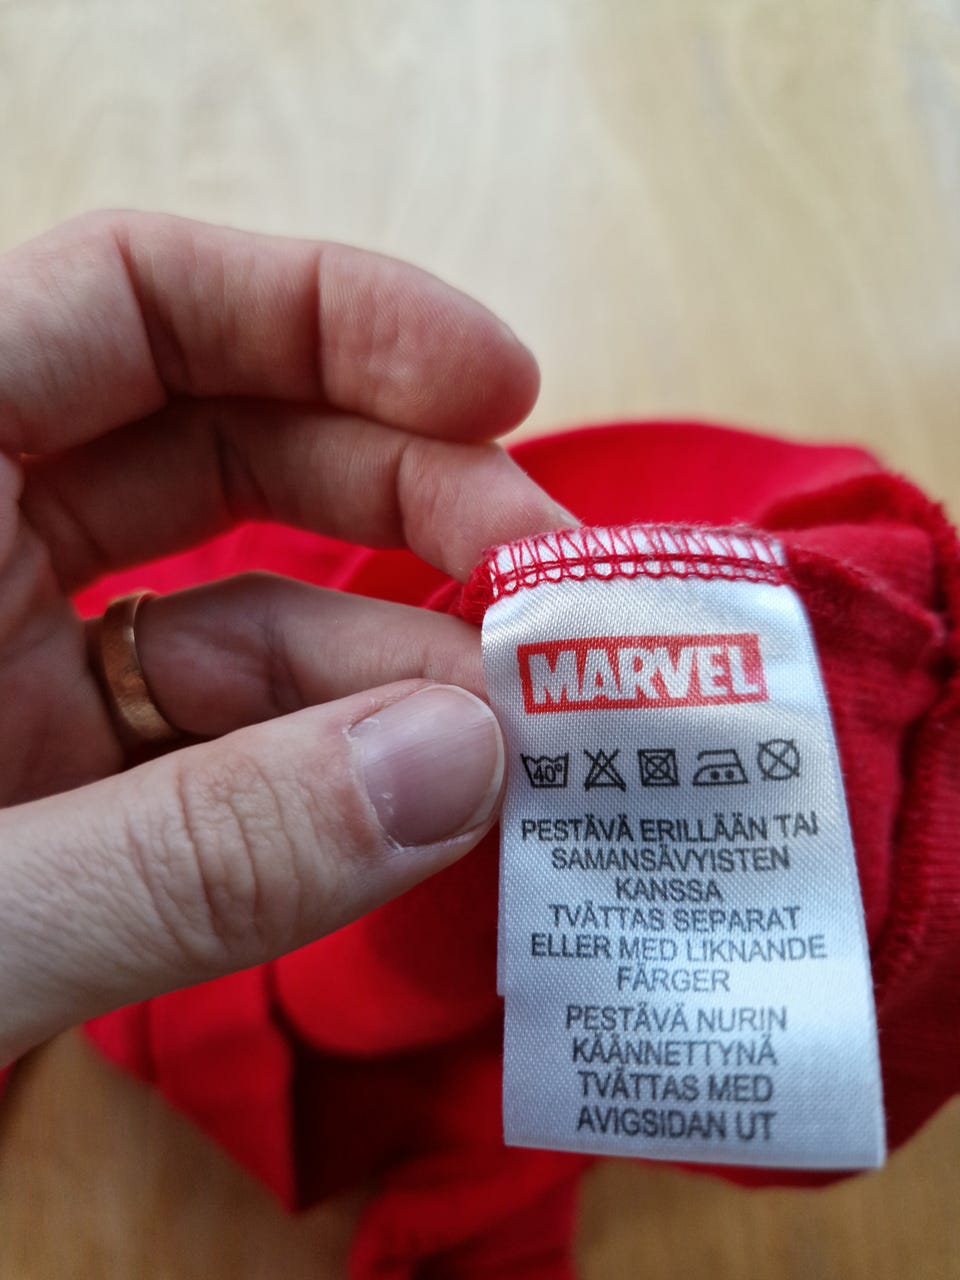 MARVEL
40°
PESTÄVÄ ERILLÄÄN TAI
SAMANSÄVYISTEN
KANSSA
TVÄTTAS SEPARAT
ELLER MED LIKNANDE
FÄRGER
PESTÄVÄ NURIN
KÄÄNNETTYNÄ
TVÄTTAS MED
AVIGSIDAN UT